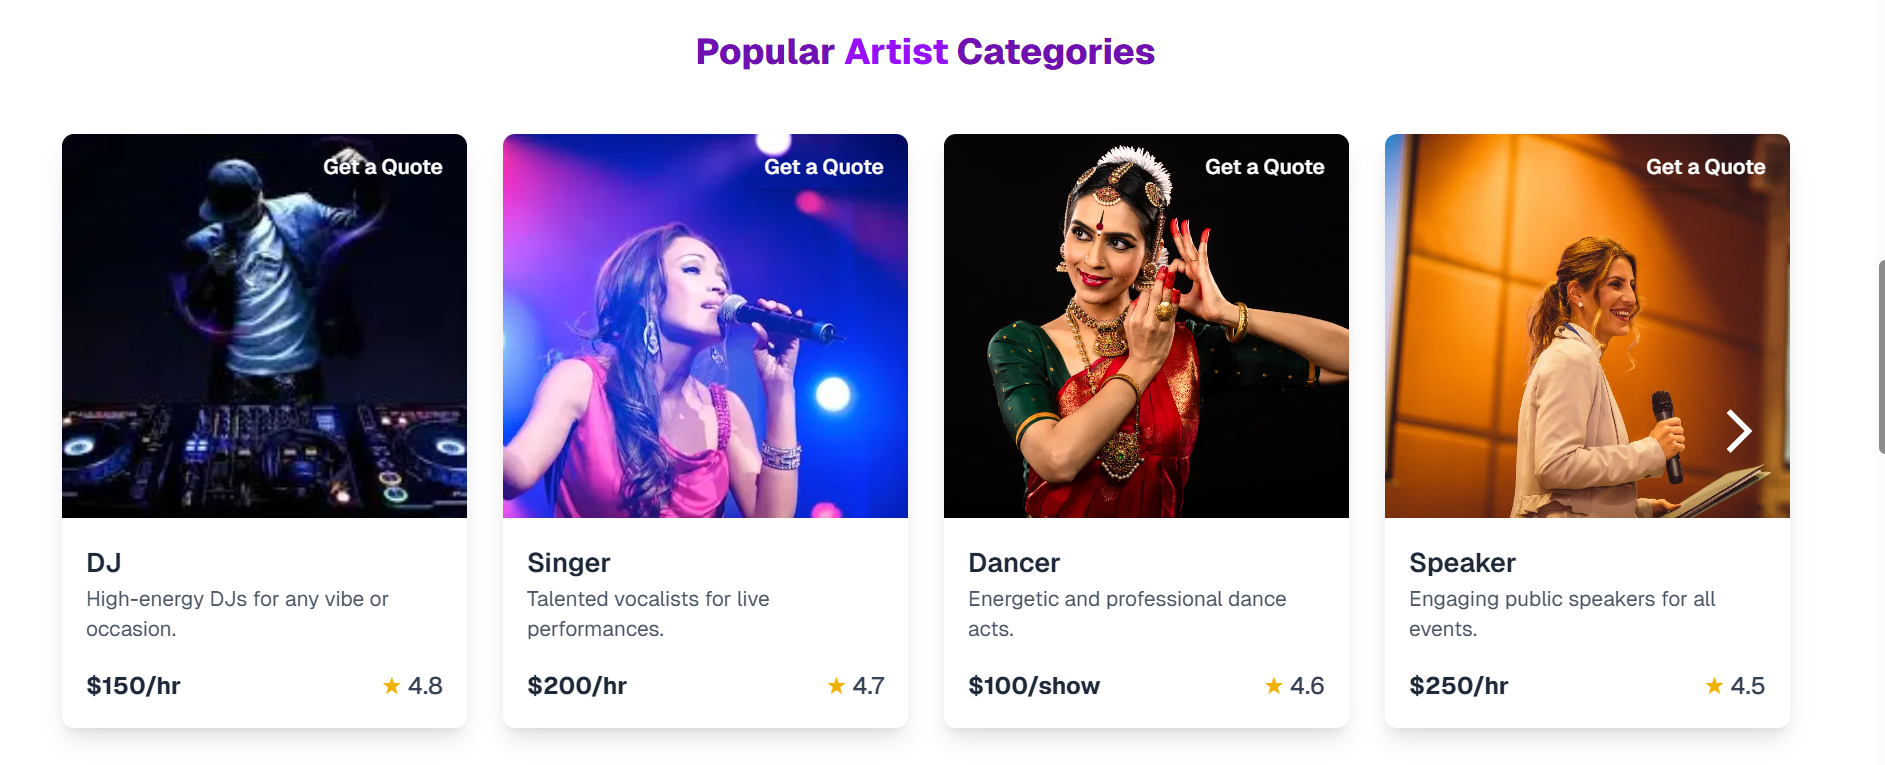 Popular Artist Categories
Get a Quote
DJ
High-energy DJs for any vibe or
occasion.
$150/hr
★ 4.8
Get a Quote
Singer
Talented vocalists for live
performances.
$200/hr
★ 4.7
Get a Quote
Dancer
Energetic and professional dance
acts.
$100/show
★ 4.6
Get a Quote
Speaker
Engaging public speakers for all
events.
$250/hr
★ 4.5